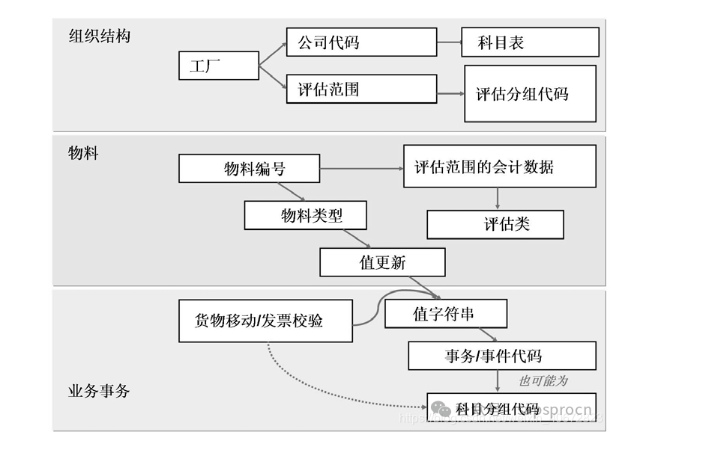 组织结构
工厂
公司代码
科目表
评估范围
评估分组代码
物料
物料编号
评估范围的会计数据
物料类型
评估类
值更新
货物移动/发票校验
值字符串
事务/事件代码
也可能为
业务事务
科目分组代码